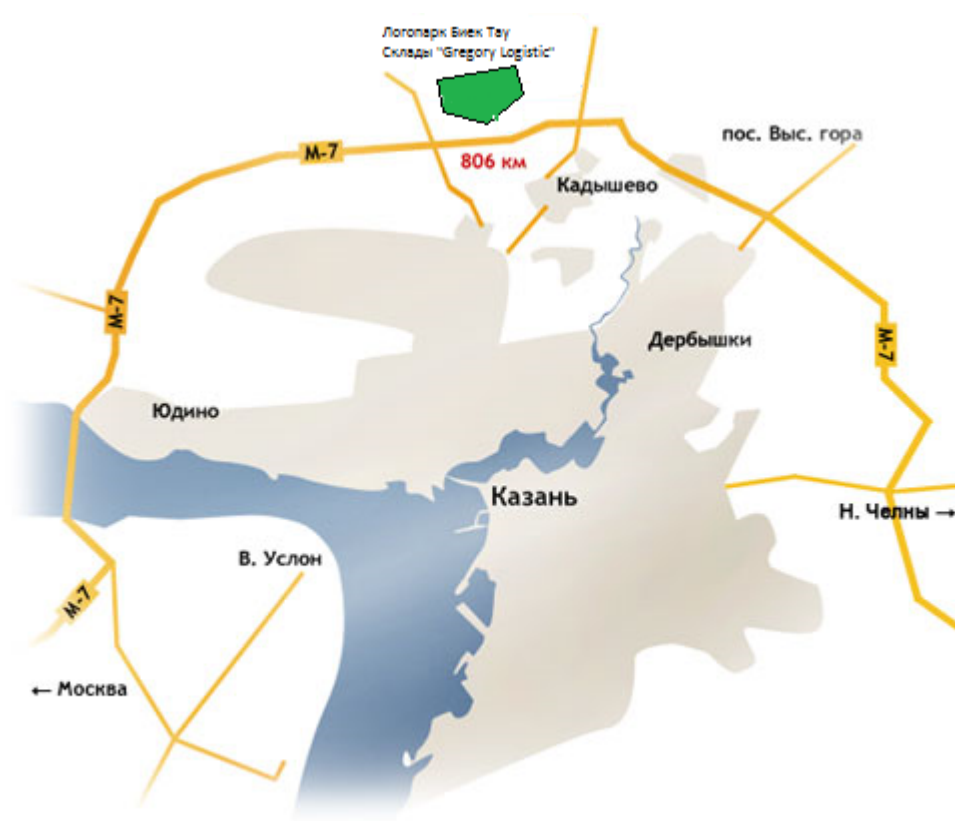 Логопарк Биек Тау
Склады "Gregory Logistic"
пос. Выс. гора
М-7
806 км
Кадышево
М-7
М-7
Дербышки
Юдино
Казань
Н. Челны →
В. Услон
М-7
← Москва